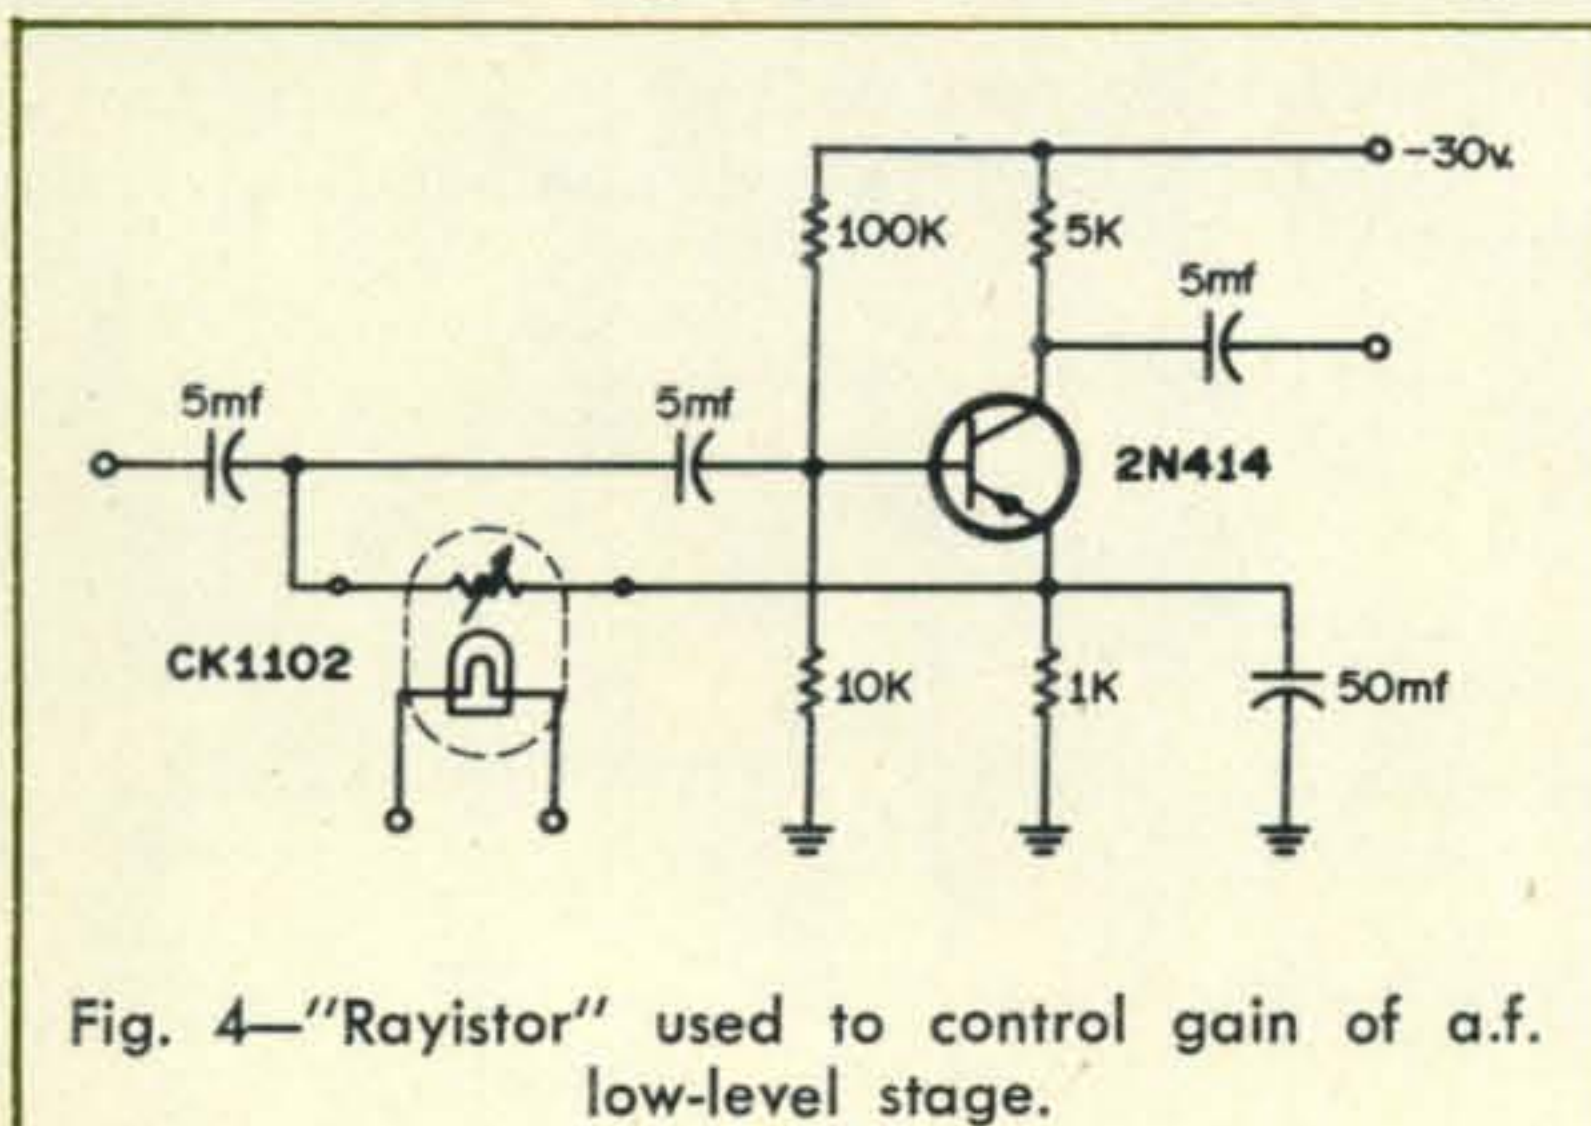 -30v.
100K
5K
5mf
5mf
5mf
2N414
CK1102
10K
1K
50mf
Fig. 4—"Rayistor" used to control gain of a.f.
low-level stage.